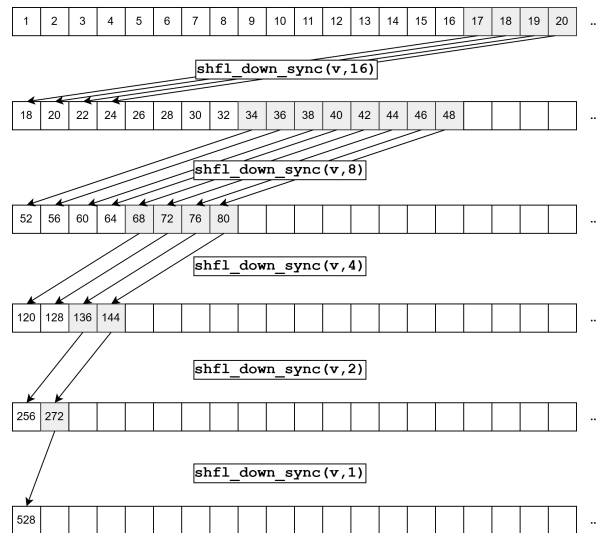 1 2 3 4 5 6 7 8 9 10 11 12 13 14 15 16 17 18 19 20 ..
shfl_down_sync(v,16)
18 20 22 24 26 28 30 32 34 36 38 40 42 44 46 48 ..
shfl_down_sync(v,8)
52 56 60 64 68 72 76 80 ..
shfl_down_sync(v,4)
120 128 136 144 ..
shfl_down_sync(v,2)
256 272 ..
shfl_down_sync(v,1)
528 ..